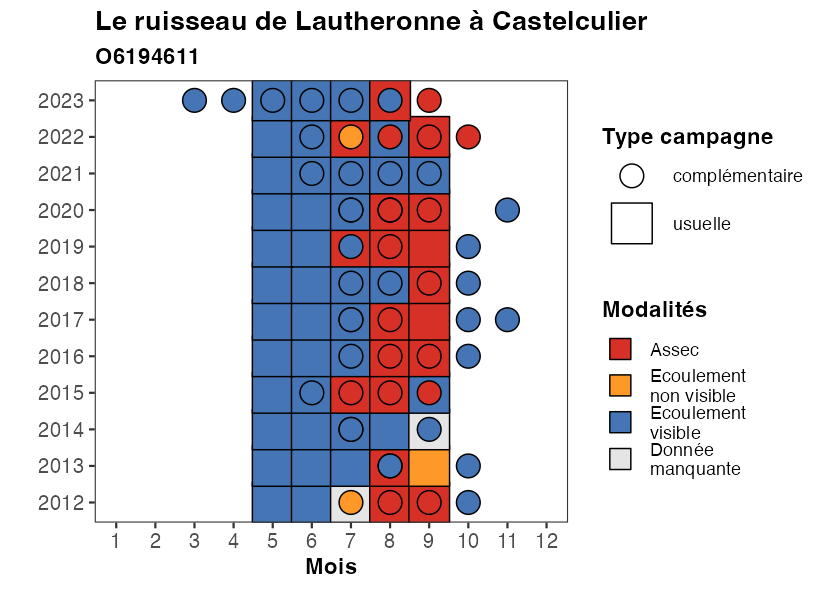 Le ruisseau de Lautheronne à Castelculier
O6194611
2023
2022
2021
2020
2019
2018
2017
2016
2015
2014
2013
2012
1 2 3 4 5 6 7 8 9 10 11 12
Mois
Type campagne
complémentaire
usuelle
Modalités
Assec
Ecoulement
non visible
Ecoulement
visible
Donnée
manquante